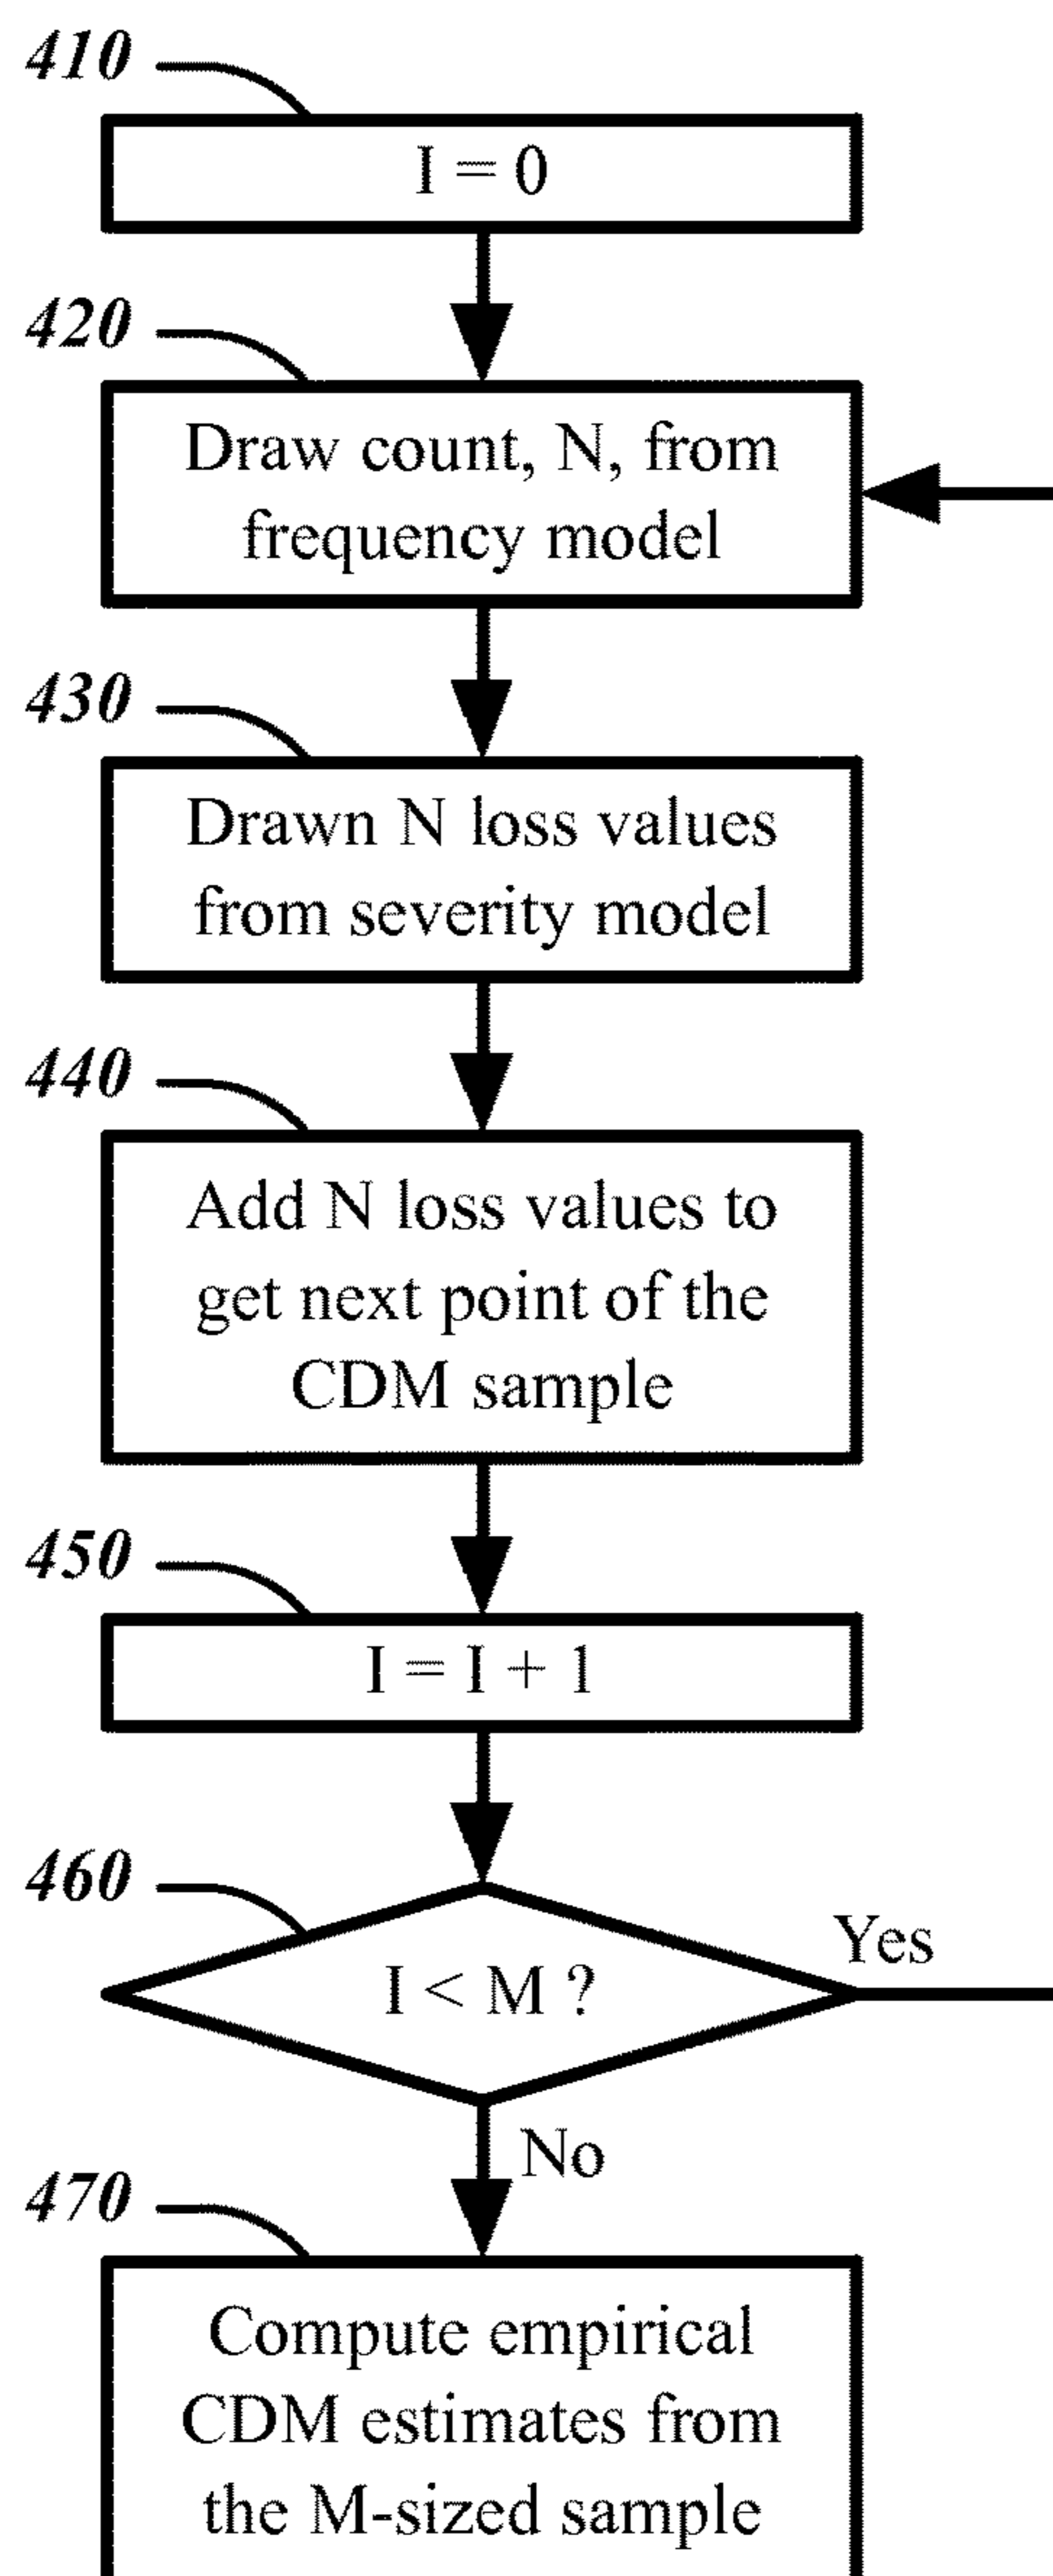 410
I = 0
420
Draw count, N, from
frequency model
430
Drawn N loss values
from severity model
440
Add N loss values to
get next point of the
CDM sample
450
I = I + 1
460
I < M ?
Yes
No
470
Compute empirical
CDM estimates from
the M-sized sample